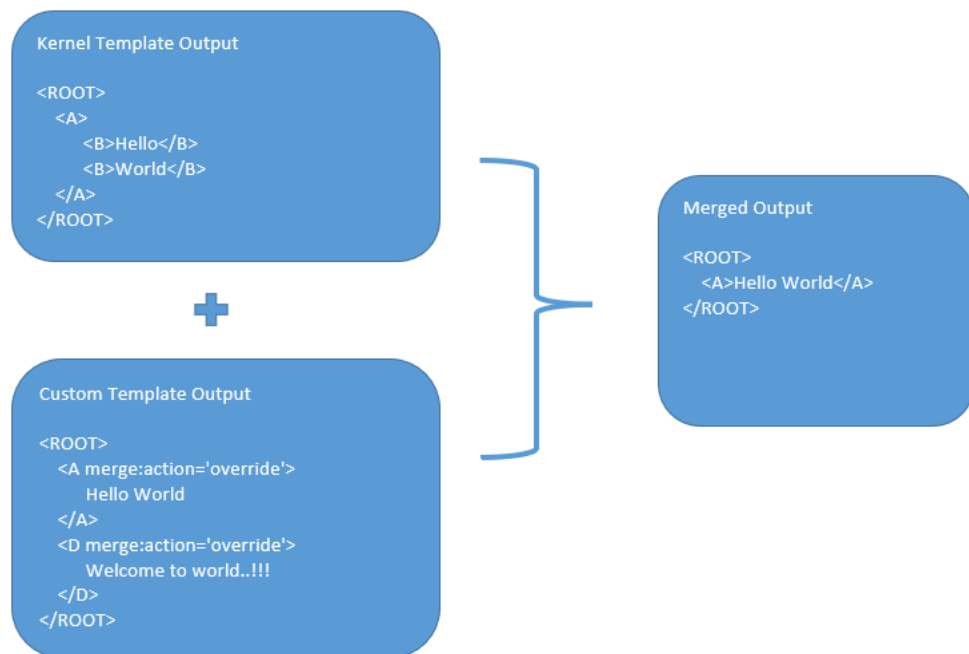 Kernel Template Output
<ROOT>
<A>
<B>Hello</B>
<B>World</B>
</A>
</ROOT>
Custom Template Output
<ROOT>
<A merge:action='override'>
Hello World
</A>
<D merge:action='override'>
Welcome to world..!!!
</D>
</ROOT>
Merged Output
<ROOT>
<A>Hello World</A>
</ROOT>